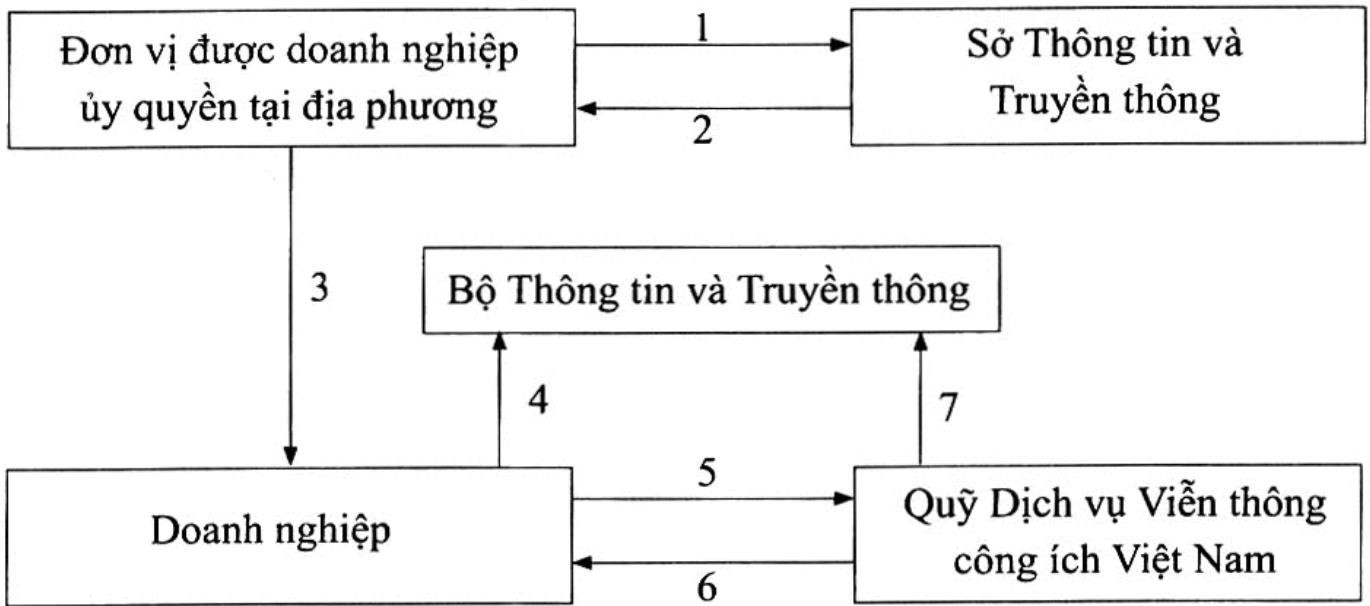 Đơn vị được doanh nghiệp
ủy quyền tại địa phương
1
2
Sở Thông tin và
Truyền thông
3
Bộ Thông tin và Truyền thông
4
7
Doanh nghiệp
5
6
Quỹ Dịch vụ Viễn thông
công ích Việt Nam